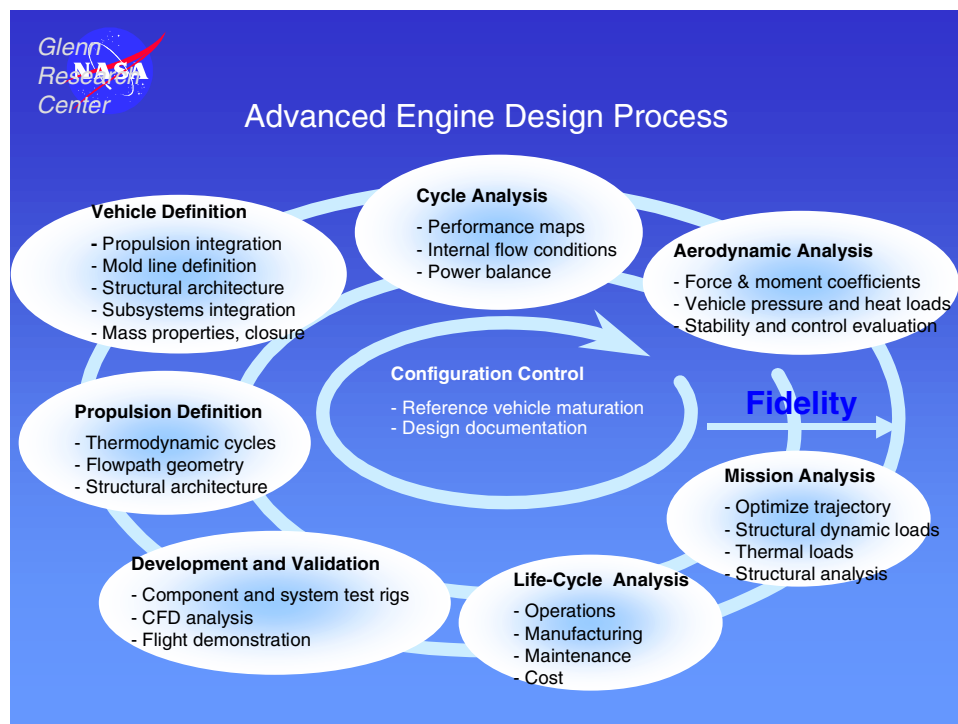 Glenn
Research
Center
NASA
Advanced Engine Design Process
Vehicle Definition
- Propulsion integration
- Mold line definition
- Structural architecture
- Subsystems integration
- Mass properties, closure
Cycle Analysis
- Performance maps
- Internal flow conditions
- Power balance
Aerodynamic Analysis
- Force & moment coefficients
- Vehicle pressure and heat loads
- Stability and control evaluation
Configuration Control
- Reference vehicle maturation
- Design documentation
Fidelity
Propulsion Definition
- Thermodynamic cycles
- Flowpath geometry
- Structural architecture
Mission Analysis
- Optimize trajectory
- Structural dynamic loads
- Thermal loads
- Structural analysis
Development and Validation
- Component and system test rigs
- CFD analysis
- Flight demonstration
Life-Cycle Analysis
- Operations
- Manufacturing
- Maintenance
- Cost